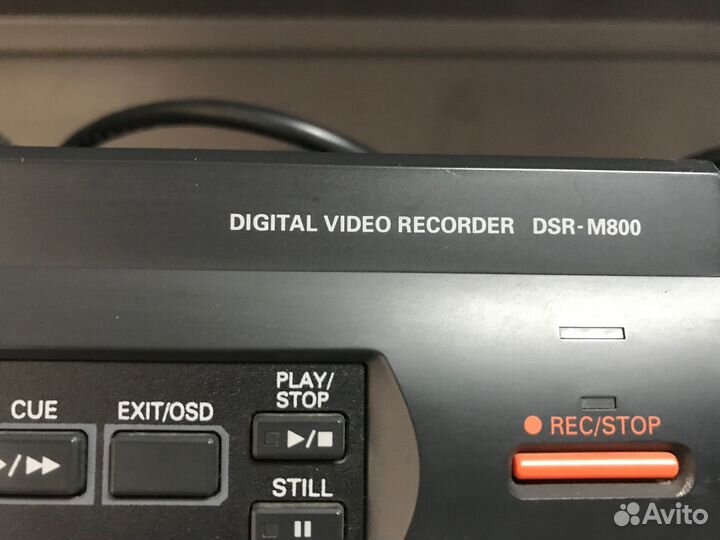 DIGITAL VIDEO RECORDER DSR-M800
PLAY/
STOP
CUE
EXIT/OSD
REC/STOP
STILL
Avito